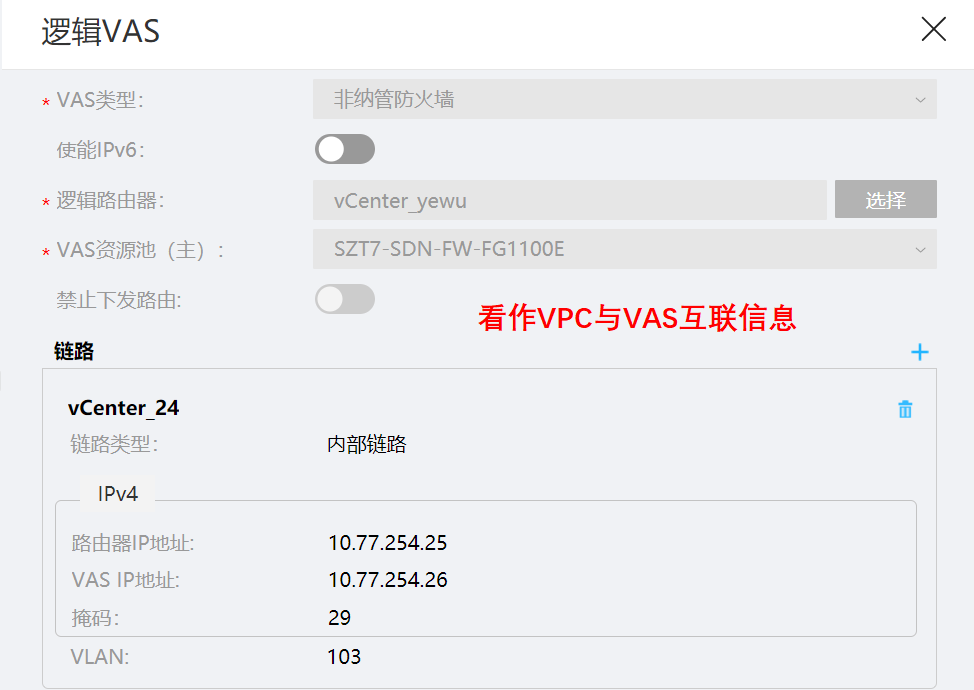 逻辑VAS
* VAS类型: 非纳管防火墙
使能IPv6:
* 逻辑路由器: vCenter_yewu 选择
* VAS资源池（主）: SZT7-SDN-FW-FG1100E
禁止下发路由:
看作VPC与VAS互联信息
链路
vCenter_24
链路类型: 内部链路
IPv4
路由器IP地址: 10.77.254.25
VAS IP地址: 10.77.254.26
掩码: 29
VLAN: 103